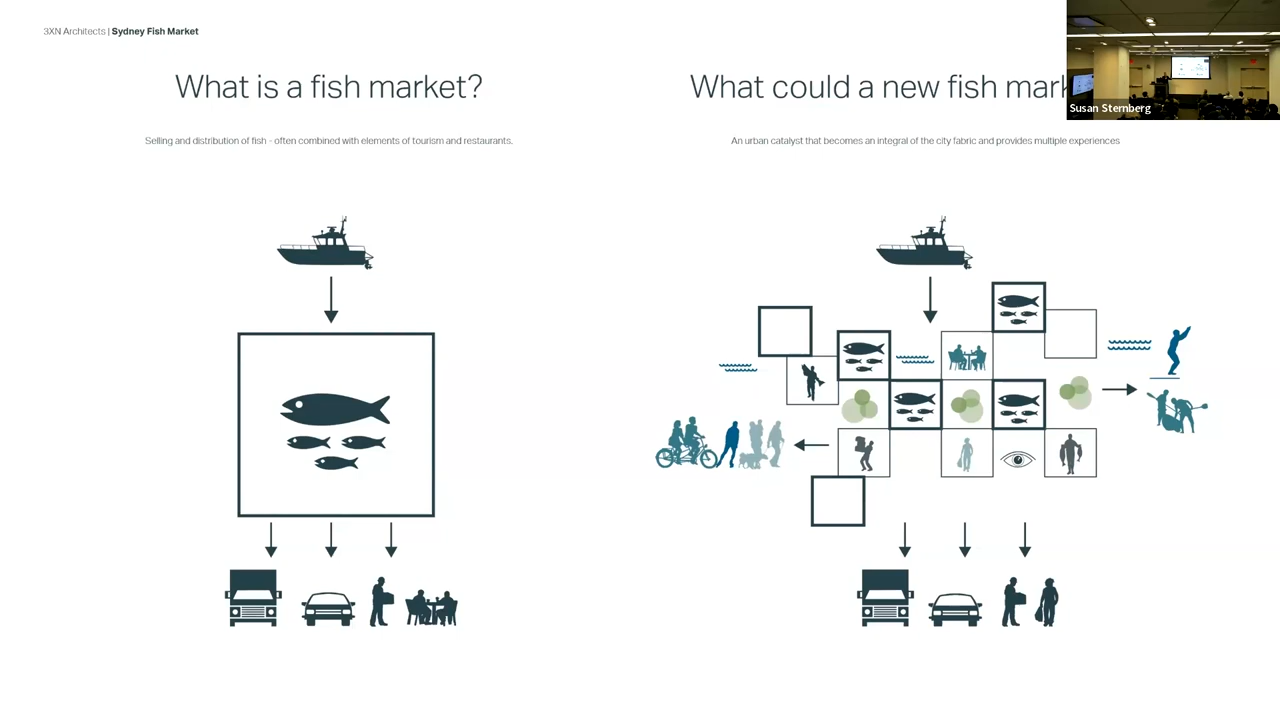 3XN Architects | Sydney Fish Market
What is a fish market?
Selling and distribution of fish - often combined with elements of tourism and restaurants.
What could a new fish
An urban catalyst that becomes an integral of the city fabric and provides multiple experiences
Susan Sternberg